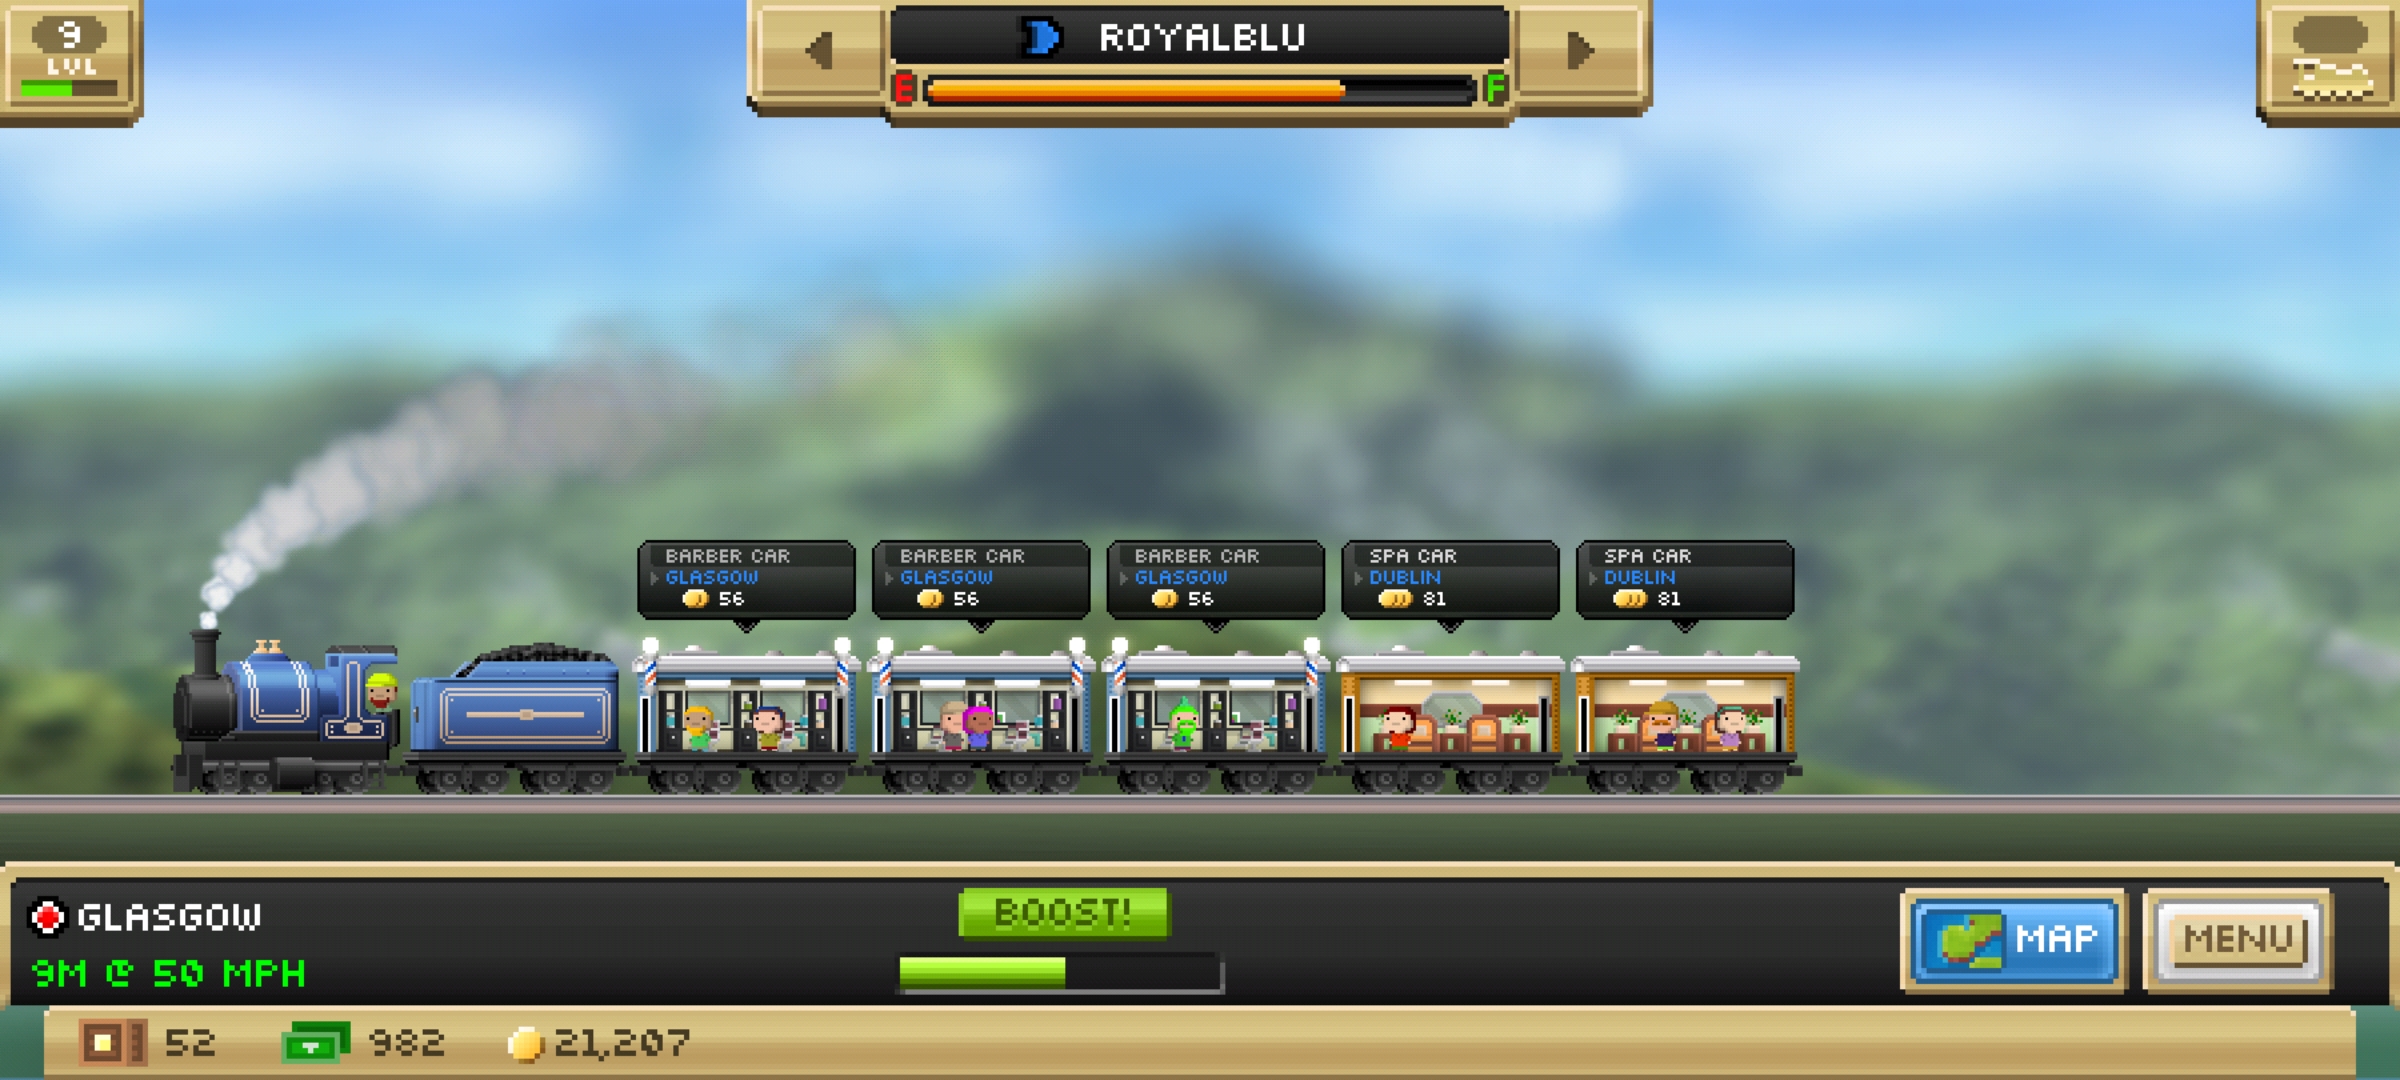 9
LVL
ROYALBLU
E
F
BARBER CAR
GLASGOW
56
BARBER CAR
GLASGOW
56
BARBER CAR
GLASGOW
56
SPA CAR
DUBLIN
81
SPA CAR
DUBLIN
81
GLASGOW
9M @ 50 MPH
BOOST!
MAP
MENU
52
982
21,207